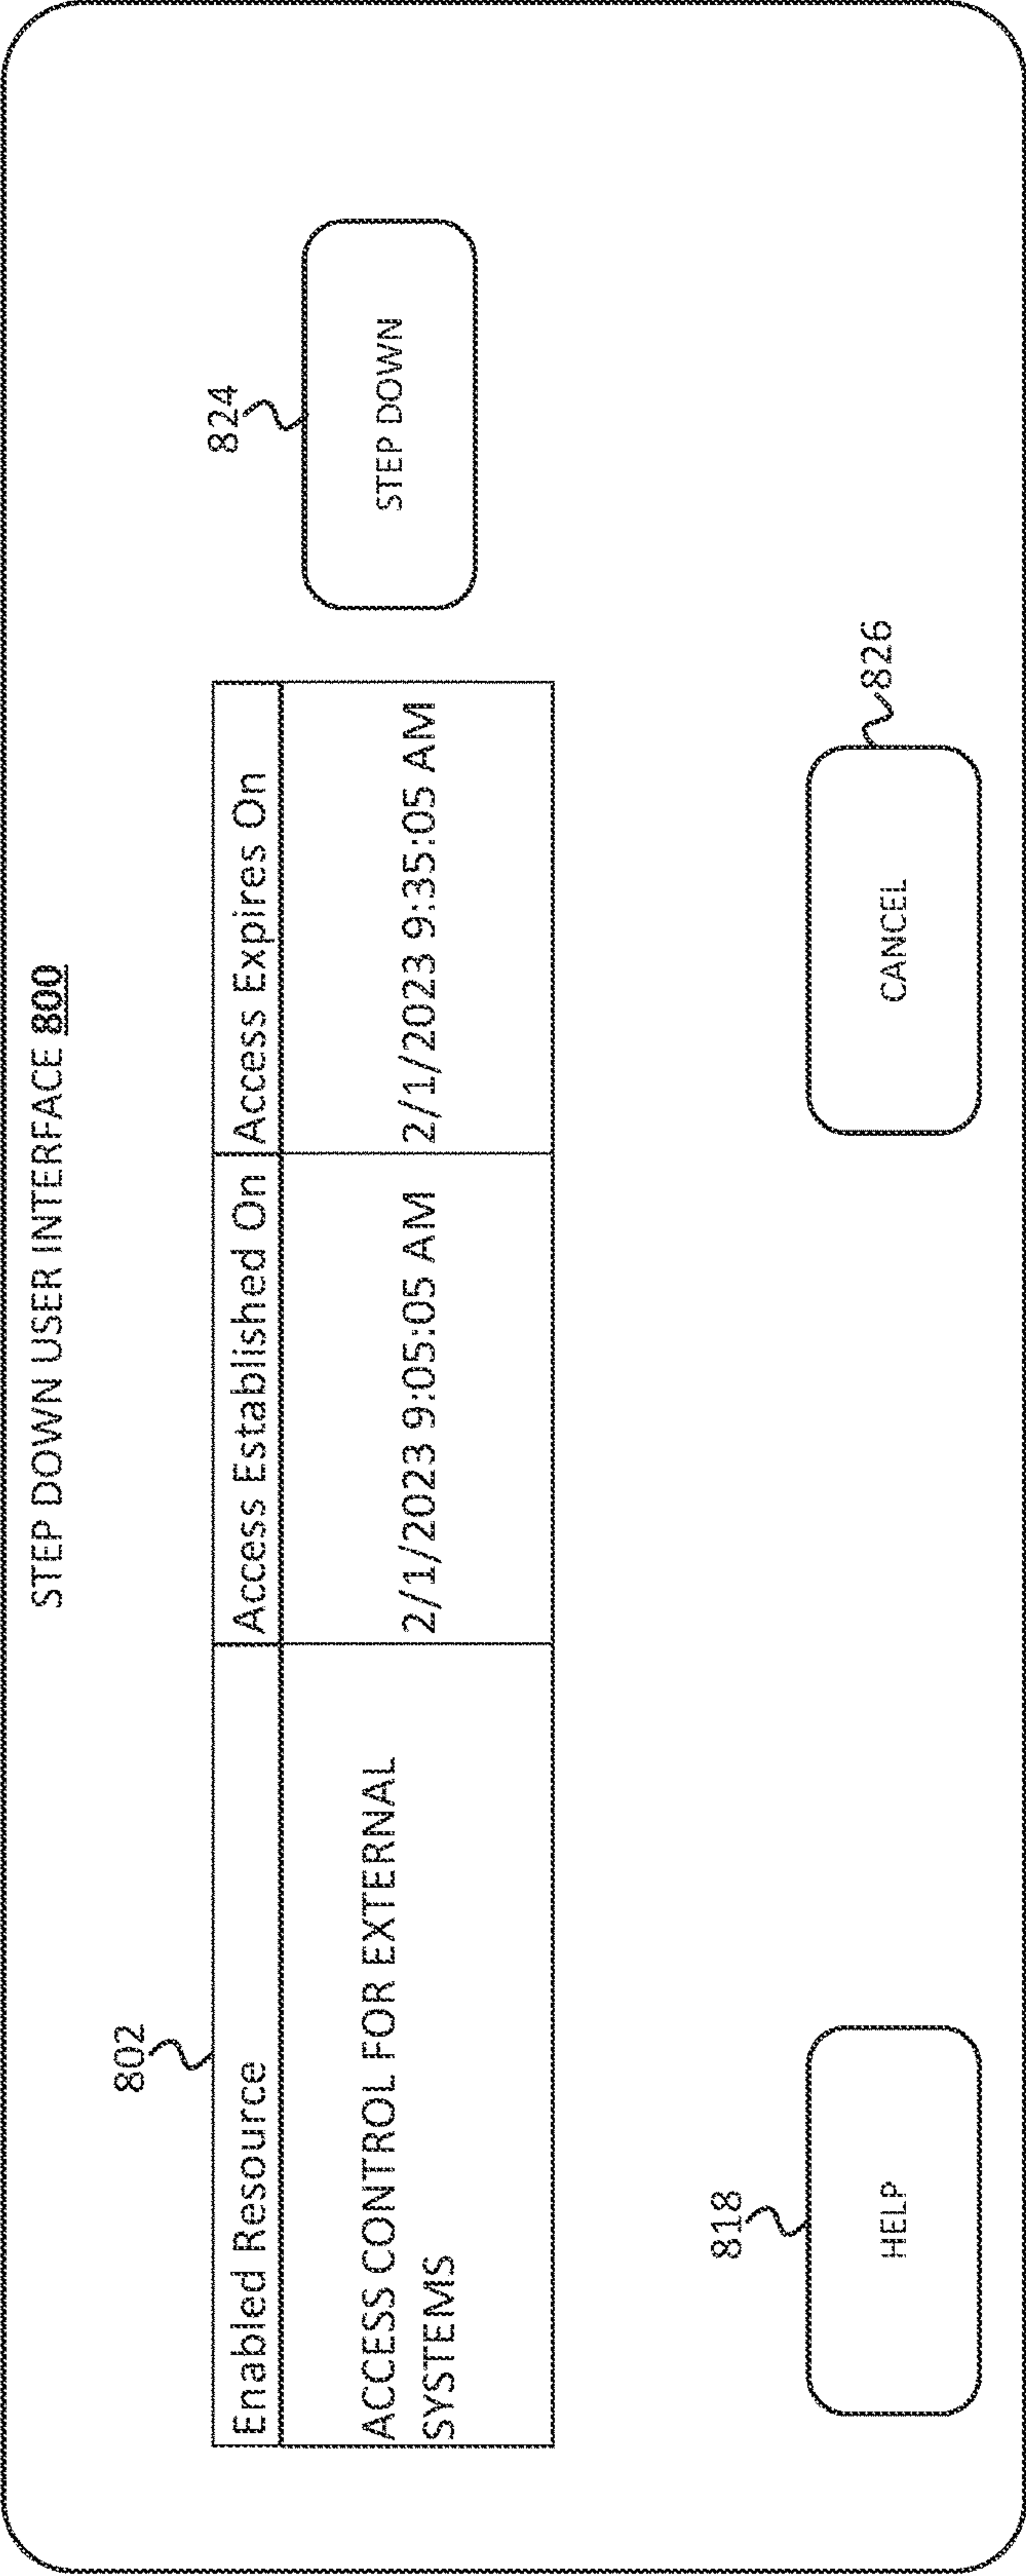 STEP DOWN USER INTERFACE 800
802
Enabled Resource
Access Established On
Access Expires On
ACCESS CONTROL FOR EXTERNAL
SYSTEMS
2/1/2023 9:05:05 AM
2/1/2023 9:35:05 AM
824
STEP DOWN
818
HELP
CANCEL
826